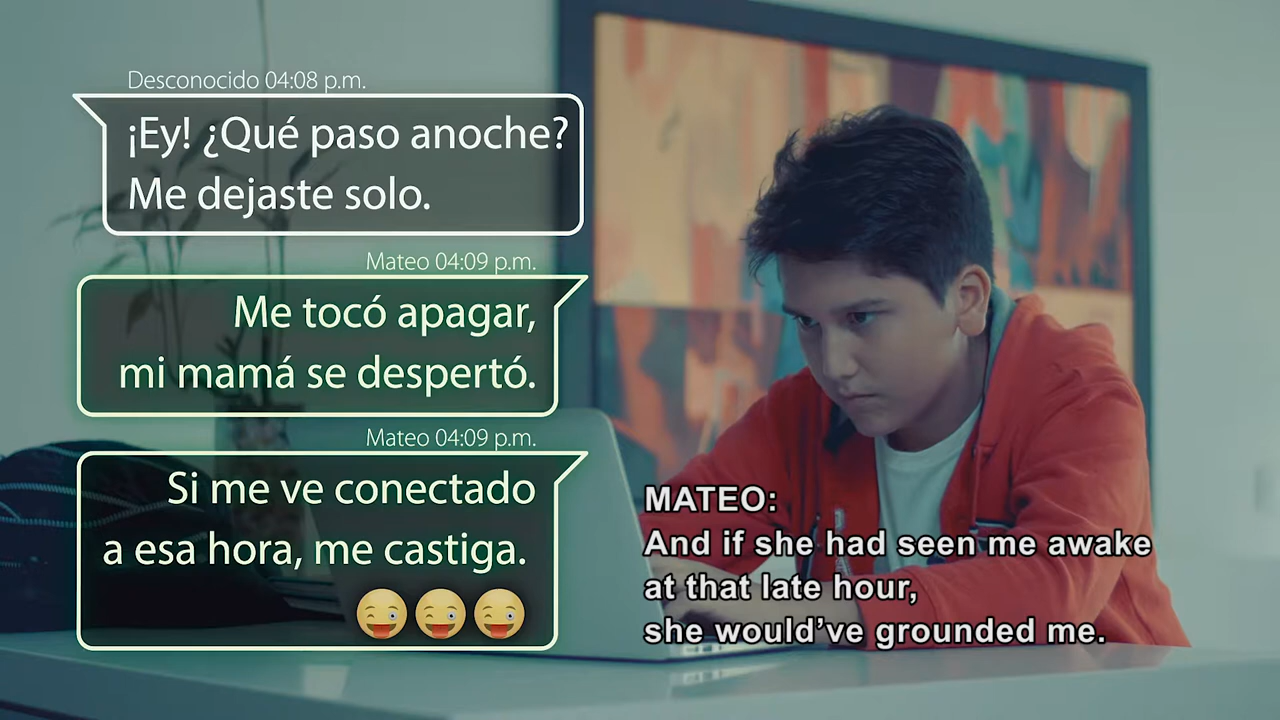 Desconocido 04:08 p.m.
¡Ey! ¿Qué paso anoche?
Me dejaste solo.
Mateo 04:09 p.m.
Me tocó apagar,
mi mamá se despertó.
Mateo 04:09 p.m.
Si me ve conectado
a esa hora, me castiga.
😜😜😜
MATEO:
And if she had seen me awake
at that late hour,
she would’ve grounded me.